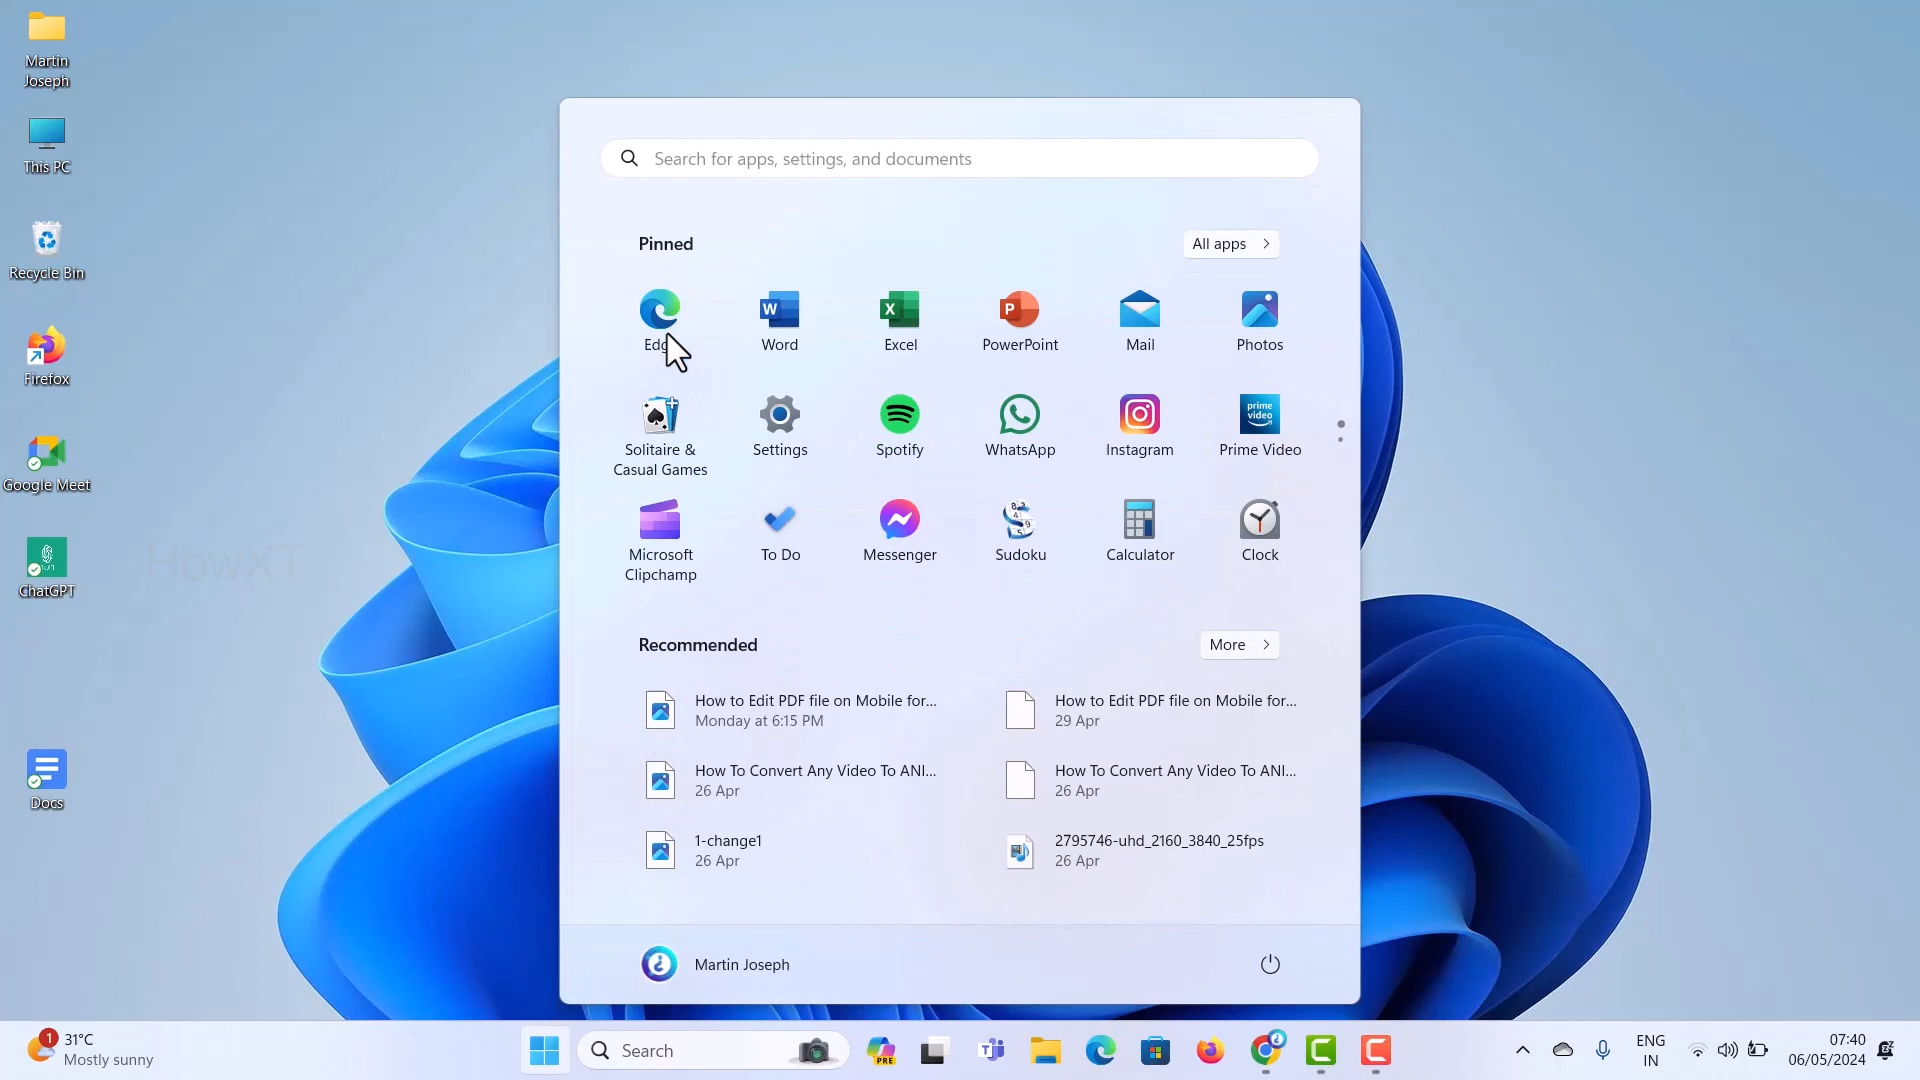 Martin
Joseph
This PC
Recycle Bin
Firefox
Google Meet
ChatGPT
Docs
HowXT
Search for apps, settings, and documents
Pinned
All apps
Word
Excel
PowerPoint
Mail
Photos
Solitaire &
Casual Games
Settings
Spotify
WhatsApp
Instagram
prime
video
Prime Video
Microsoft
Clipchamp
To Do
Messenger
Sudoku
Calculator
Clock
Recommended
More
How to Edit PDF file on Mobile for...
Monday at 6:15 PM
How to Edit PDF file on Mobile for...
29 Apr
How To Convert Any Video To ANI...
26 Apr
How To Convert Any Video To ANI...
26 Apr
1-change1
26 Apr
2795746-uhd_2160_3840_25fps
26 Apr
Martin Joseph
1
31°C
Mostly sunny
Search
PRE
ENG
IN
07:40
06/05/2024